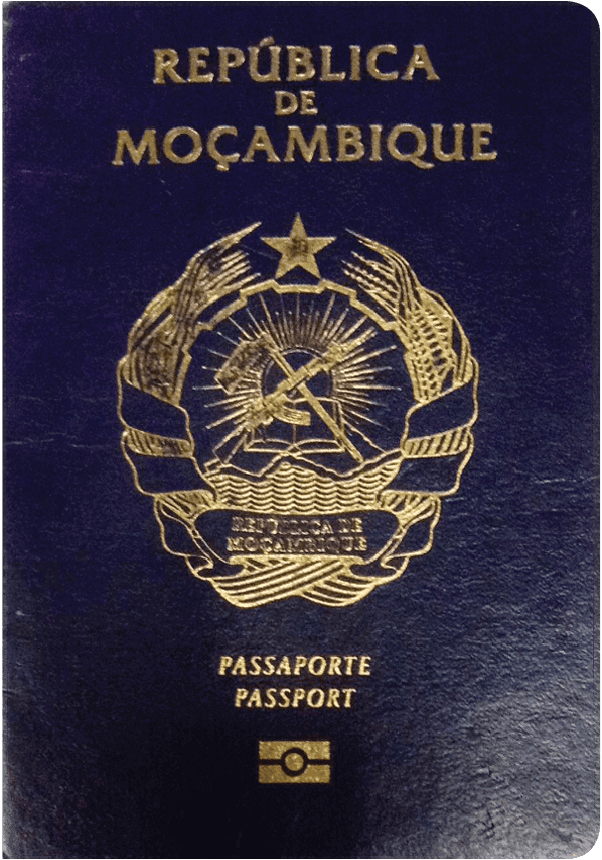 REPÚBLICA
DE
MOÇAMBIQUE
REPÚBLICA DE
MOÇAMBIQUE
PASSAPORTE
PASSPORT